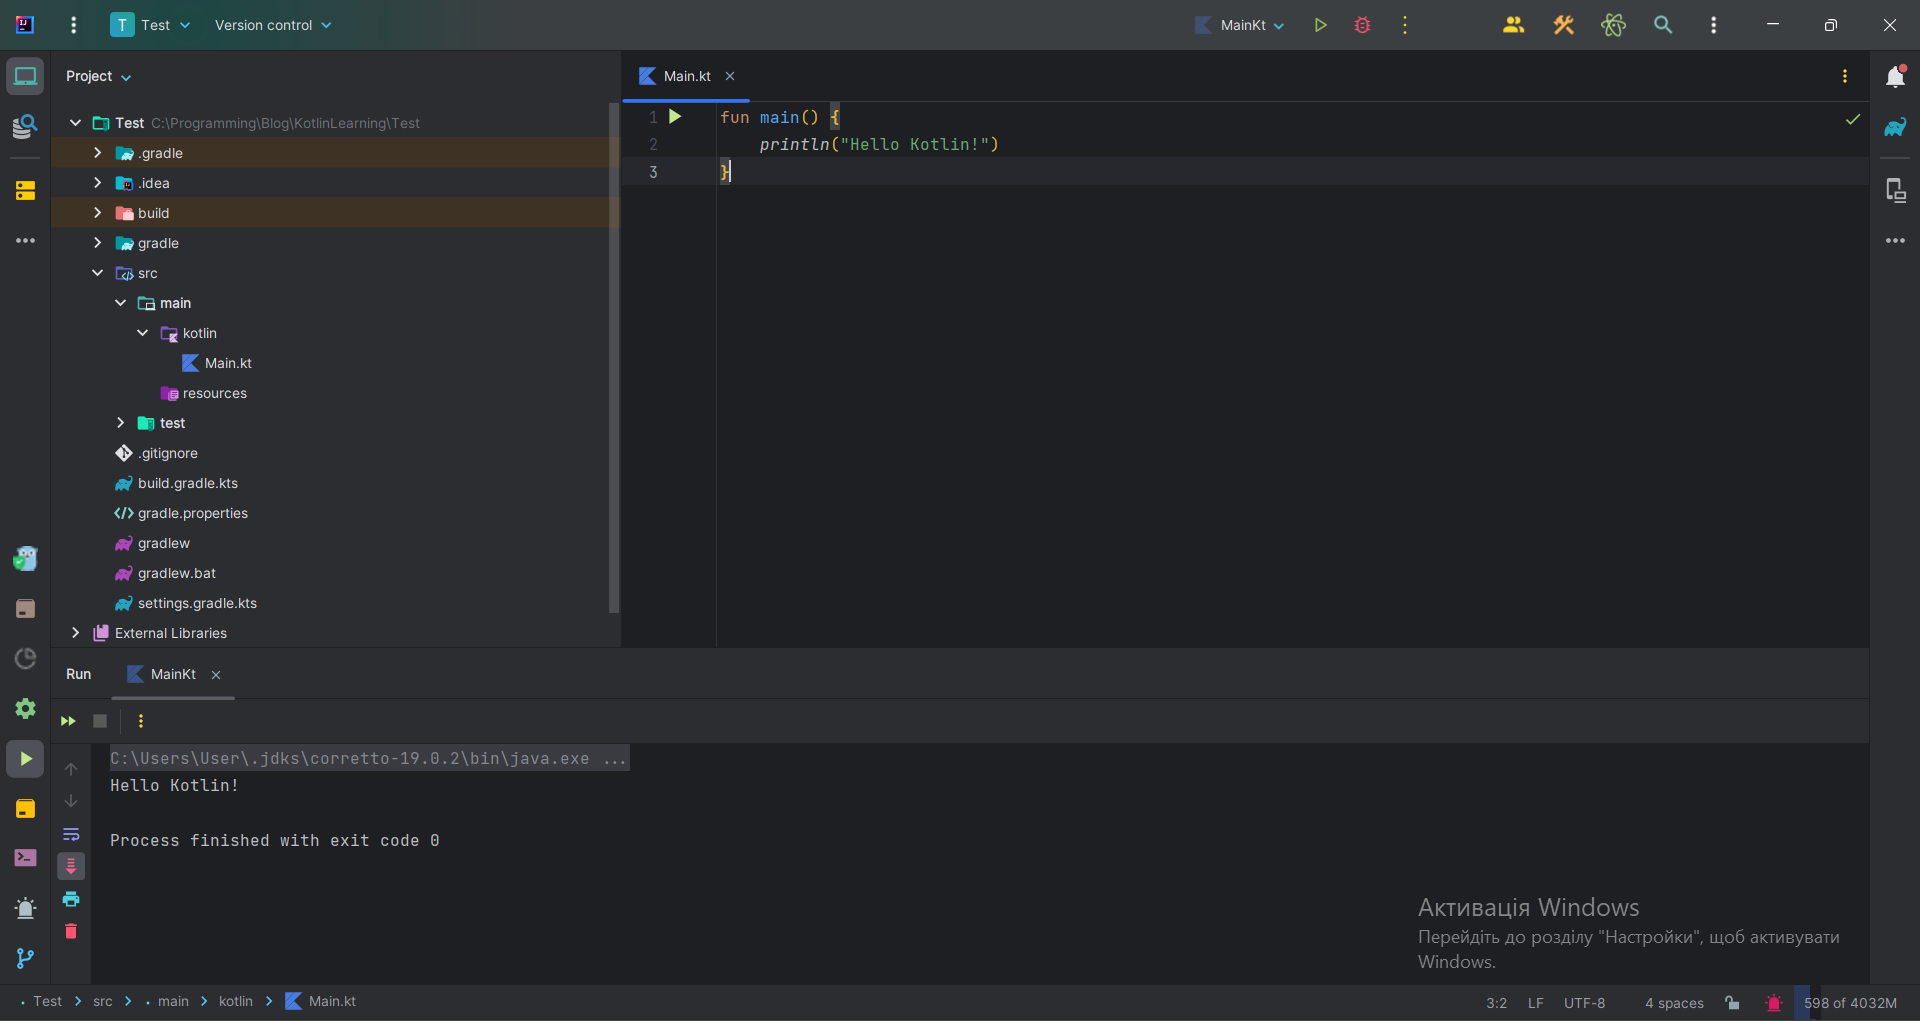 T Test Version control MainKt
Project
Main.kt
Test C:\Programming\Blog\KotlinLearning\Test
.gradle
.idea
build
gradle
src
main
kotlin
Main.kt
resources
test
.gitignore
build.gradle.kts
gradle.properties
gradlew
gradlew.bat
settings.gradle.kts
External Libraries
1 fun main() {
2 println("Hello Kotlin!")
3 }
Run MainKt
C:\Users\User\.jdks\corretto-19.0.2\bin\java.exe ...
Hello Kotlin!
Process finished with exit code 0
Активація Windows
Перейдіть до розділу "Настройки", щоб активувати
Windows.
Test src main kotlin Main.kt
3:2 LF UTF-8 4 spaces 598 of 4032M